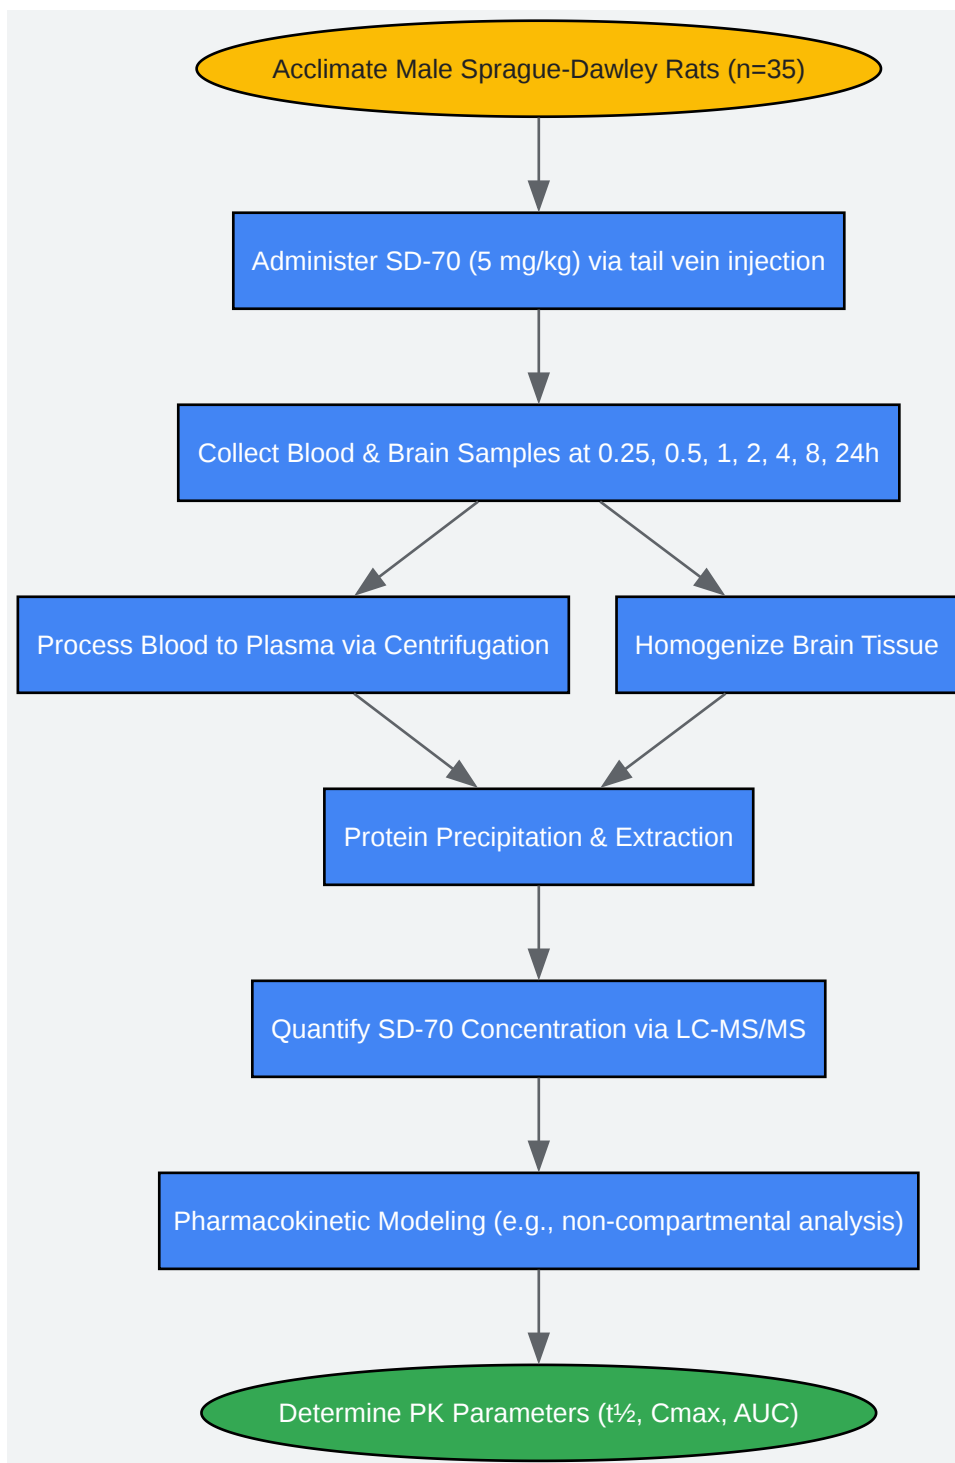 Acclimate Male Sprague-Dawley Rats (n=35)
Administer SD-70 (5 mg/kg) via tail vein injection
Collect Blood & Brain Samples at 0.25, 0.5, 1, 2, 4, 8, 24h
Process Blood to Plasma via Centrifugation
Homogenize Brain Tissue
Protein Precipitation & Extraction
Quantify SD-70 Concentration via LC-MS/MS
Pharmacokinetic Modeling (e.g., non-compartmental analysis)
Determine PK Parameters (t½, Cmax, AUC)